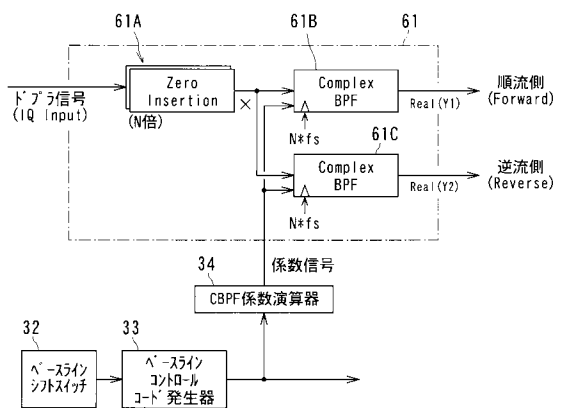 61A
61B
61
ドプラ信号
(IQ Input)
Zero
Insertion
(N倍)
X
Complex
BPF
N*fs
Real(Y1)
順流側
(Forward)
61C
Complex
BPF
N*fs
Real(Y2)
逆流側
(Reverse)
34
係数信号
CBPF係数演算器
32
33
ベースライン
シフトスイッチ
ベースライン
コントロール
コード発生器